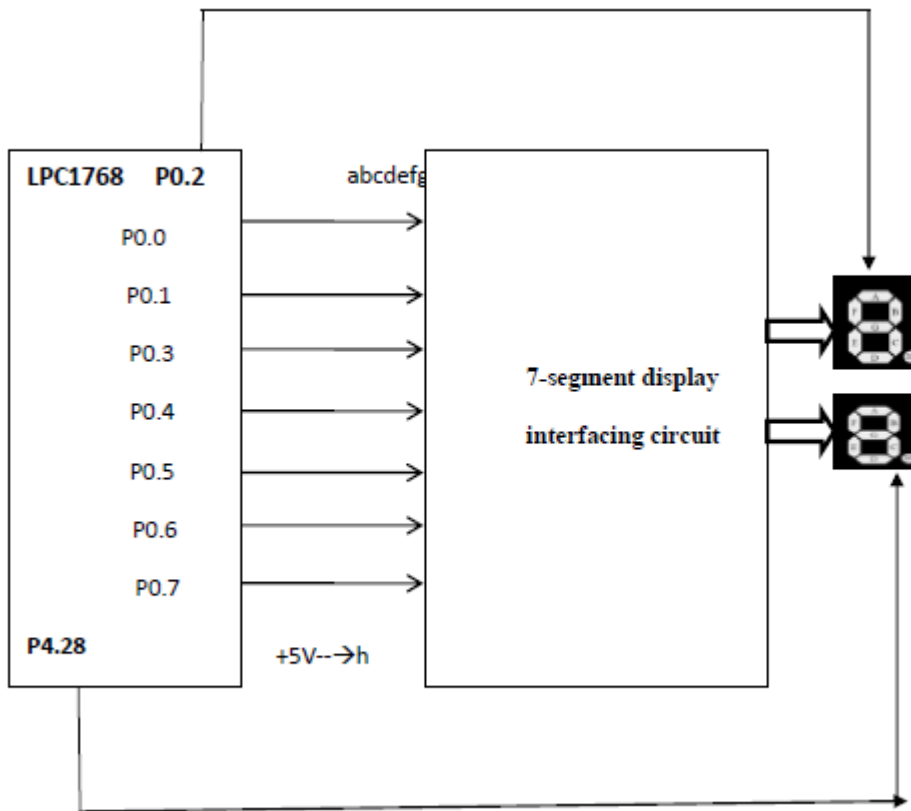 LPC1768 P0.2
abcdefg
P0.0
P0.1
P0.3
P0.4
P0.5
P0.6
P0.7
P4.28
+5V--→h
7-segment display
interfacing circuit
A
F B
G
E C
D
A
G
D